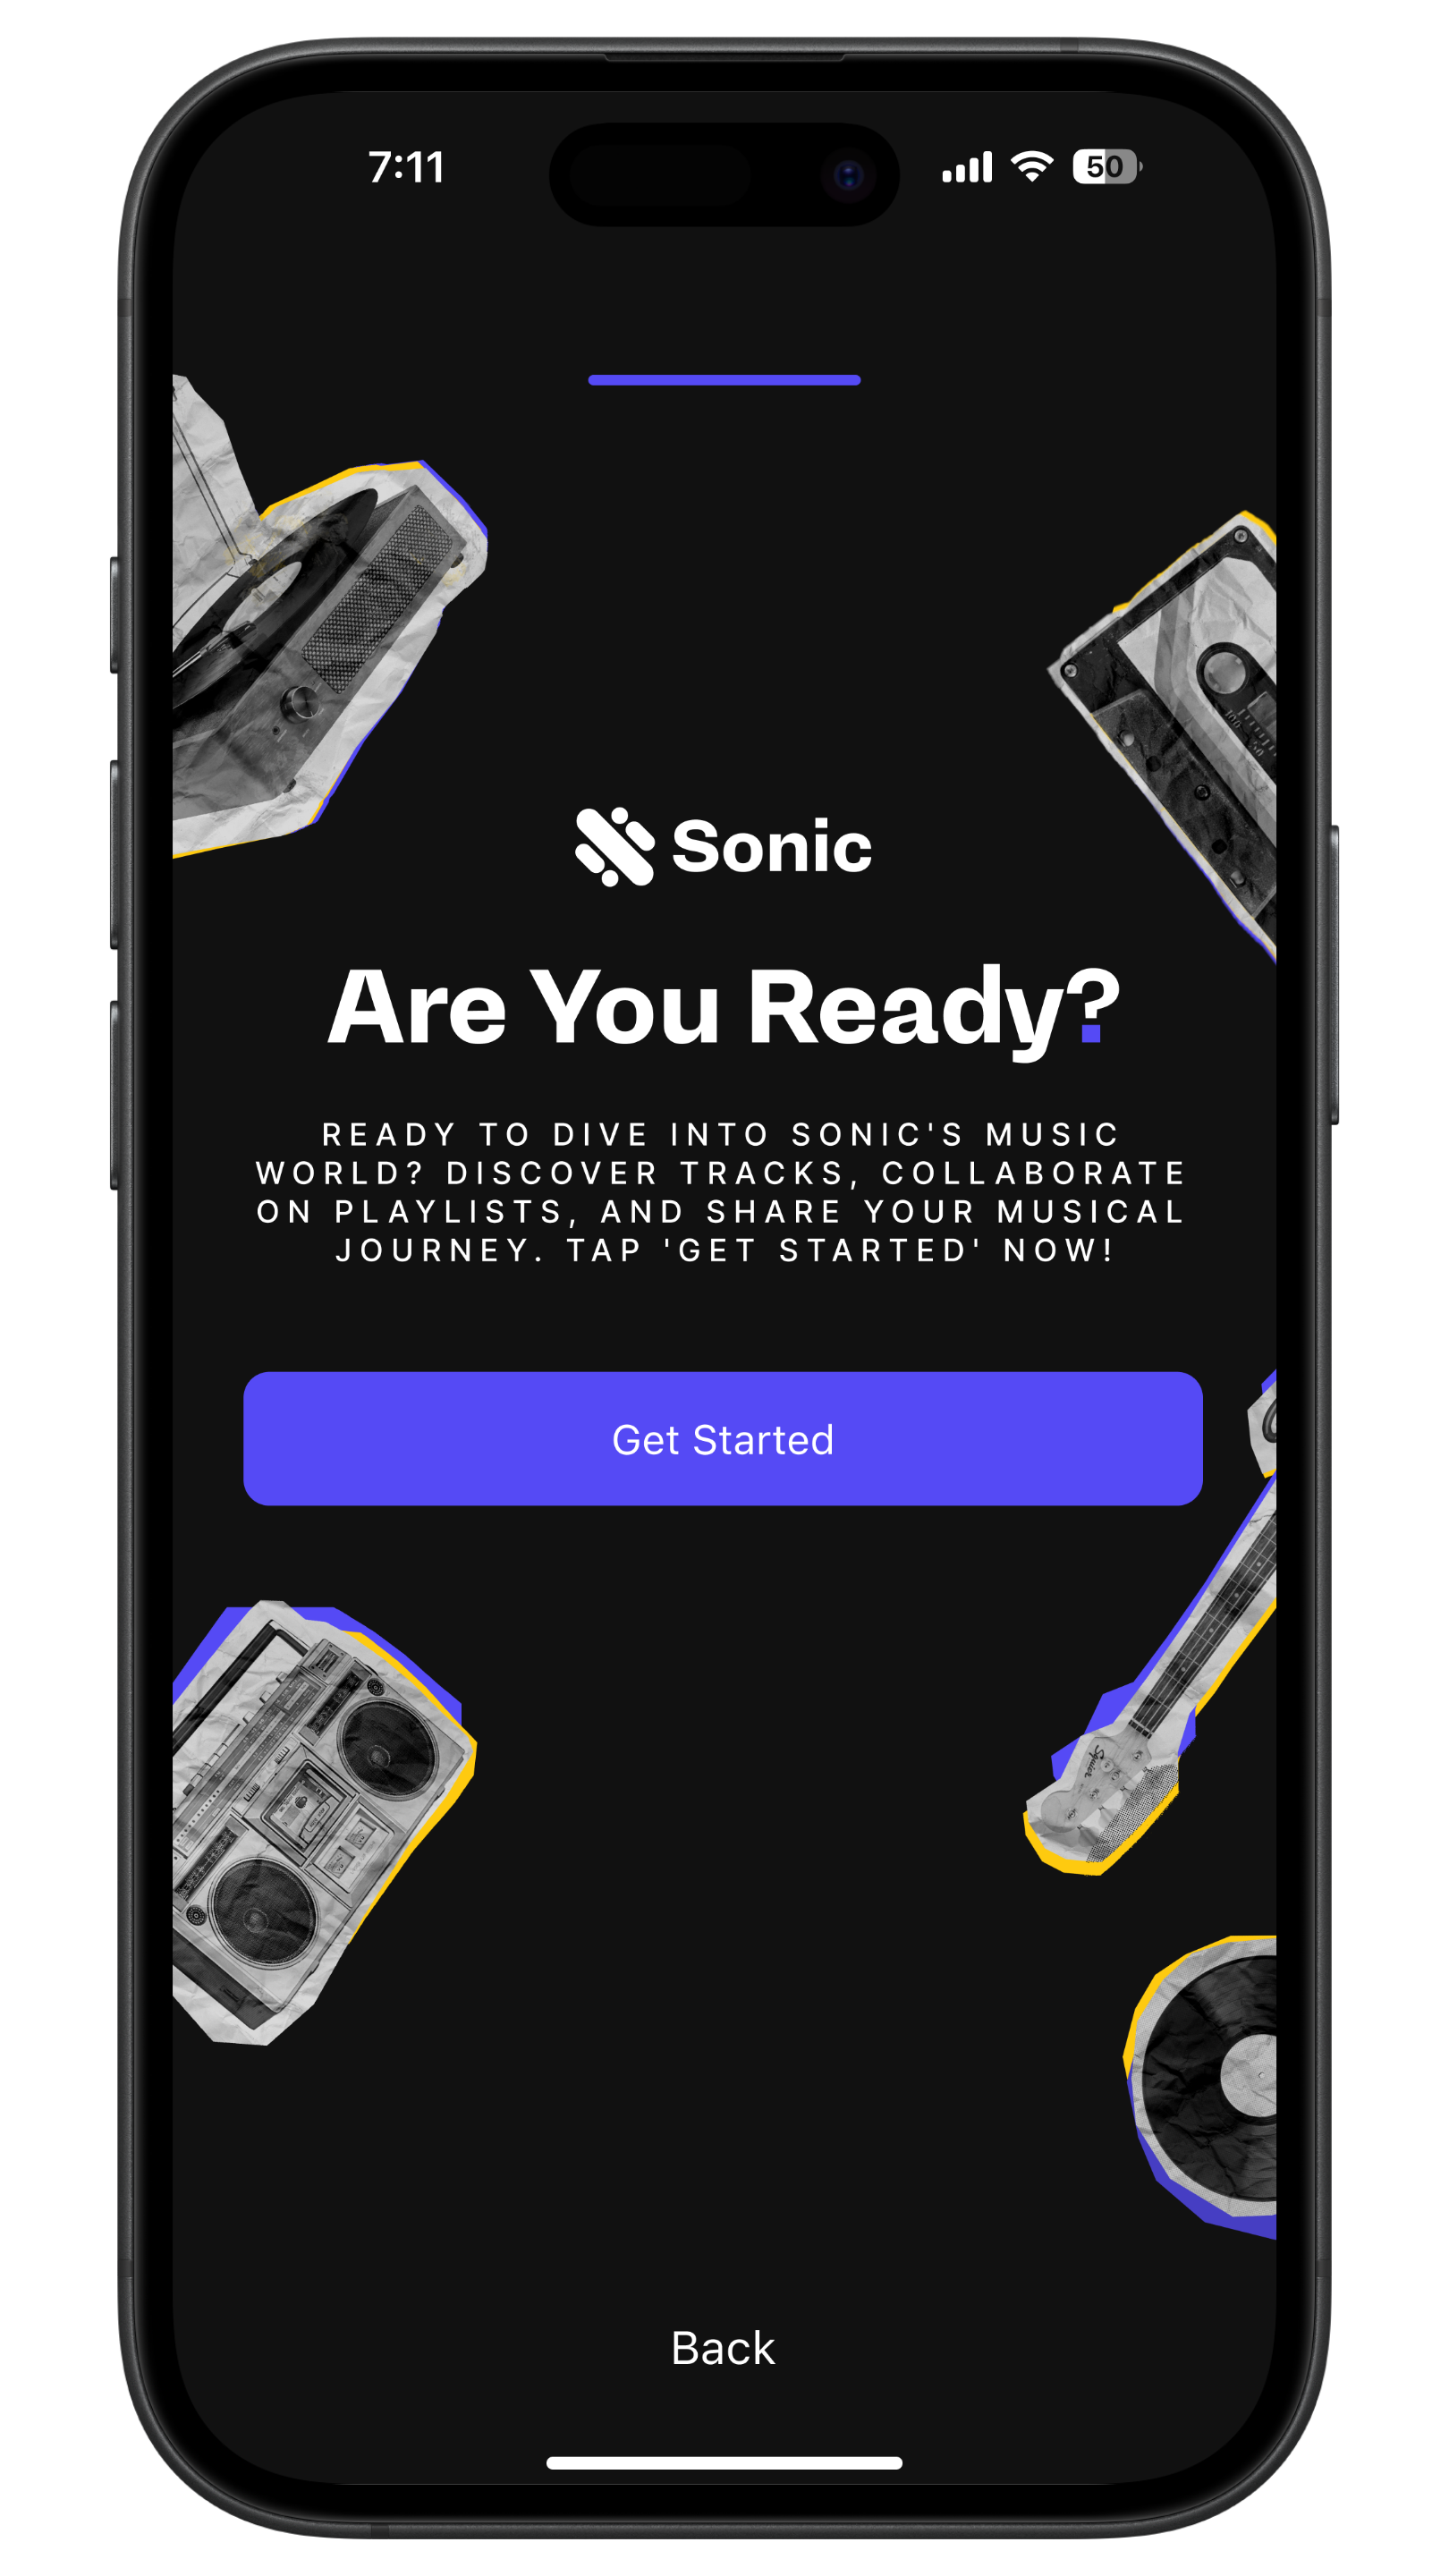 7:11
50
Sonic
Are You Ready?
READY TO DIVE INTO SONIC'S MUSIC
WORLD? DISCOVER TRACKS, COLLABORATE
ON PLAYLISTS, AND SHARE YOUR MUSICAL
JOURNEY. TAP 'GET STARTED' NOW!
Get Started
Squier
Back